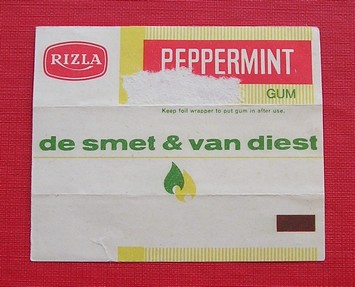 RIZLA
PEPPERMINT
GUM
Keep foil wrapper to put gum in after use.
de smet & van diest